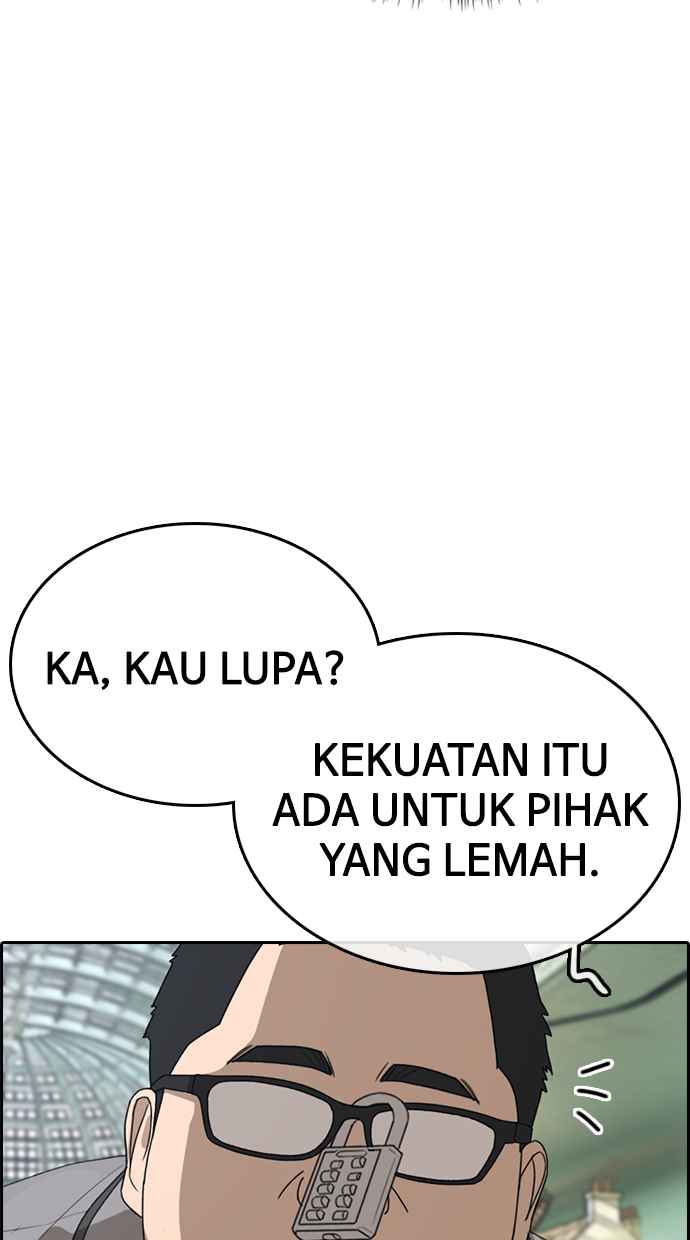 KA, KAU LUPA?
KEKUATAN ITU
ADA UNTUK PIHAK
YANG LEMAH.